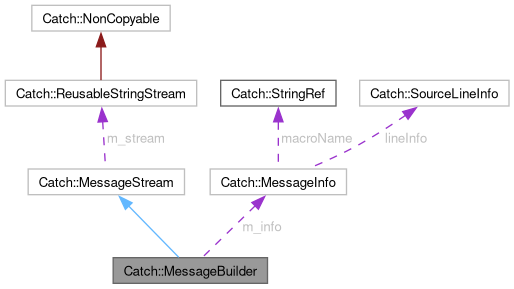 Catch::NonCopyable
Catch::ReusableStringStream
Catch::StringRef
Catch::SourceLineInfo
m_stream
macroName
lineInfo
Catch::MessageStream
Catch::MessageInfo
m_info
Catch::MessageBuilder